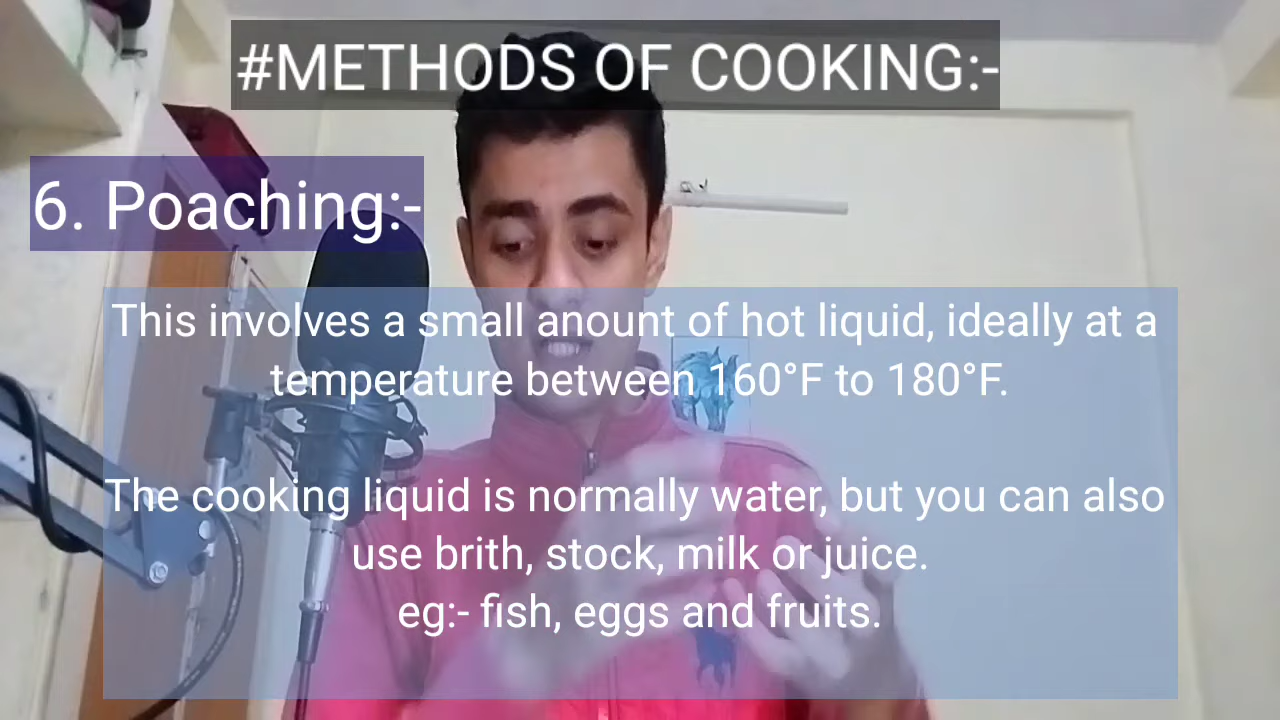 #METHODS OF COOKING:-
6. Poaching:-
This involves a small anount of hot liquid, ideally at a
temperature between 160°F to 180°F.
The cooking liquid is normally water, but you can also
use brith, stock, milk or juice.
eg:- fish, eggs and fruits.